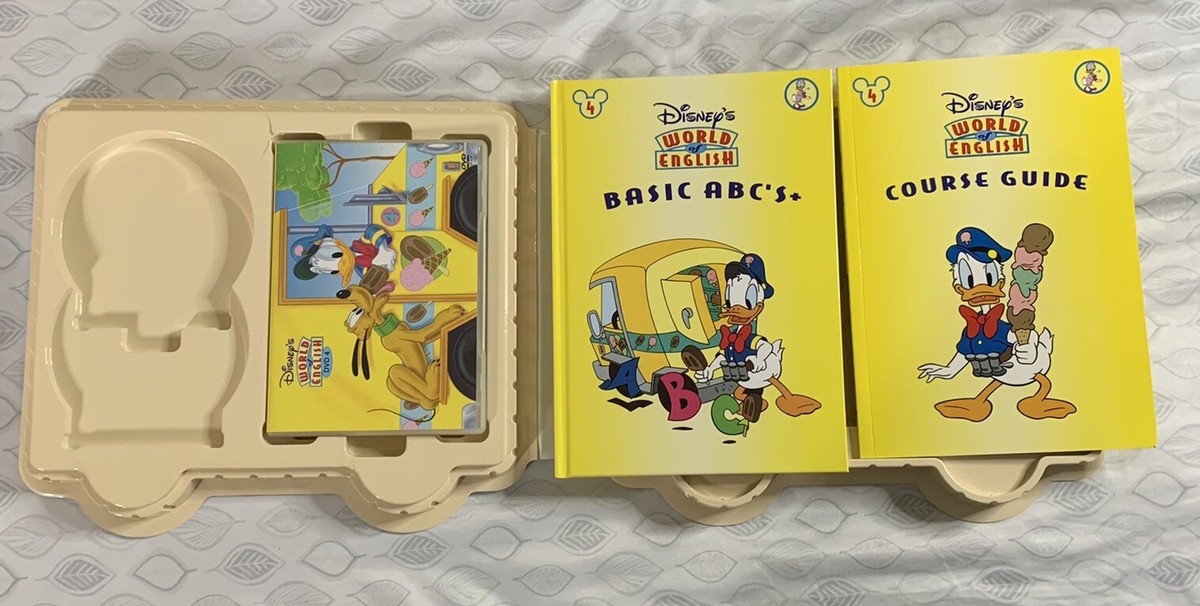 DVD
DISNEY'S
WORLD
of
ENGLISH
DVD 4
4
DISNEY'S
WORLD
of
ENGLISH
BASIC ABC'S+
A
B
C
4
DISNEY'S
WORLD
of
ENGLISH
COURSE GUIDE